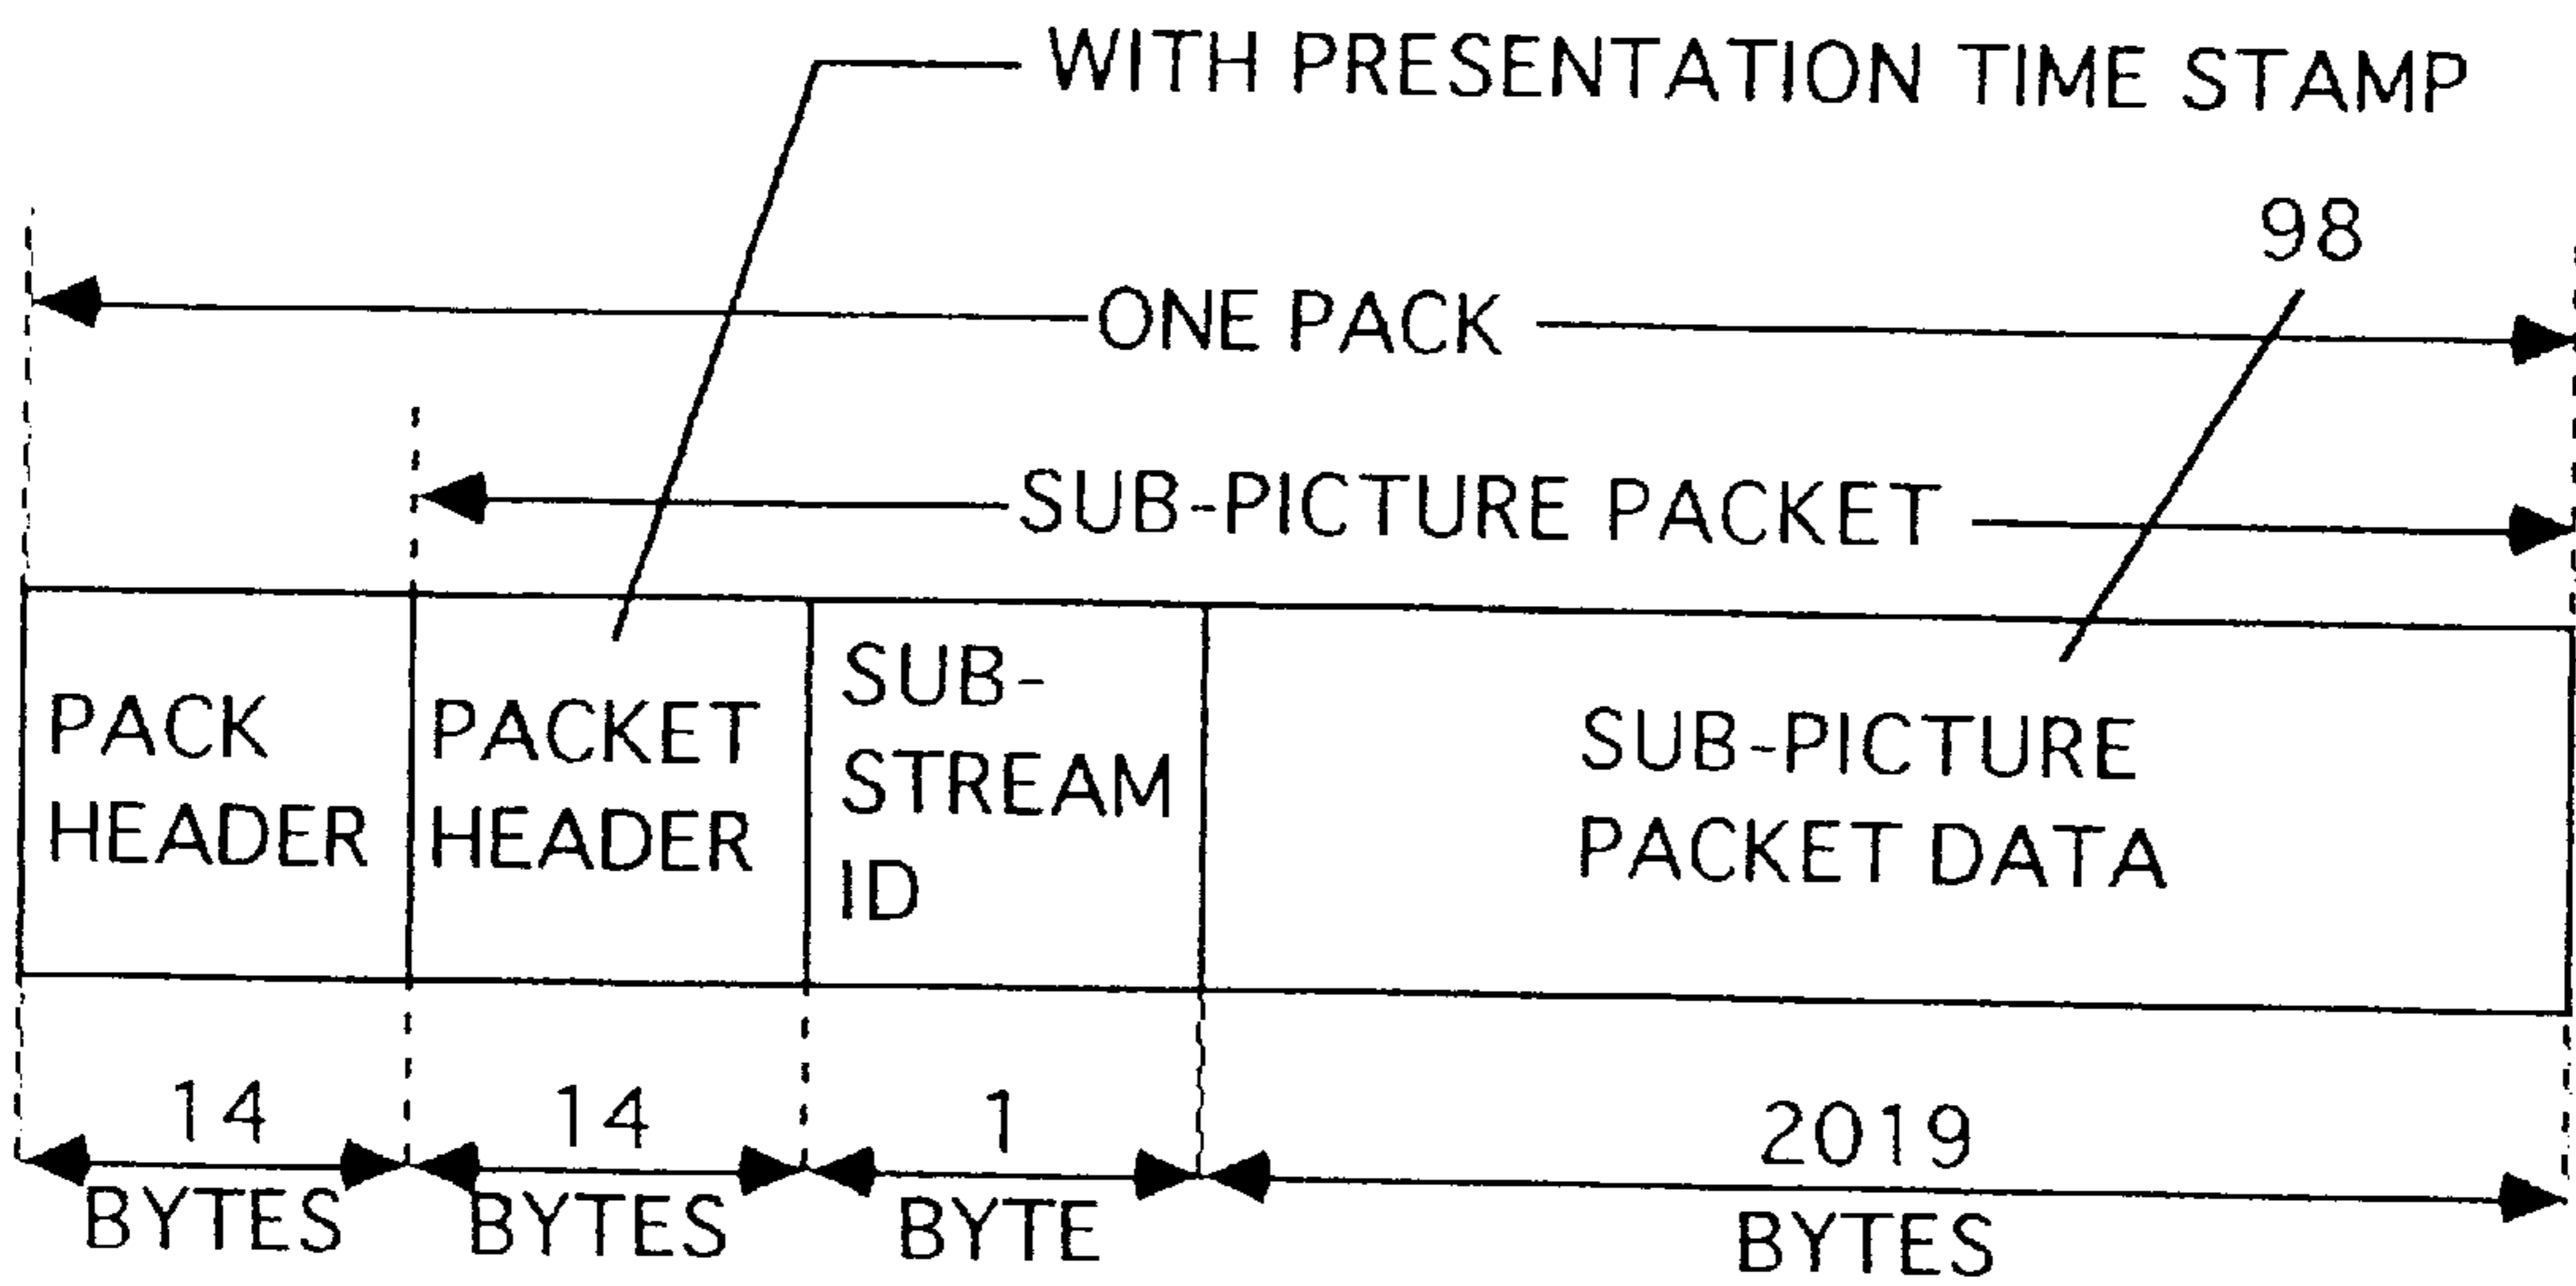 WITH PRESENTATION TIME STAMP
98
ONE PACK
SUB-PICTURE PACKET
PACK
HEADER
PACKET
HEADER
SUB-
STREAM
ID
SUB-PICTURE
PACKET DATA
14
BYTES
14
BYTES
1
BYTE
2019
BYTES